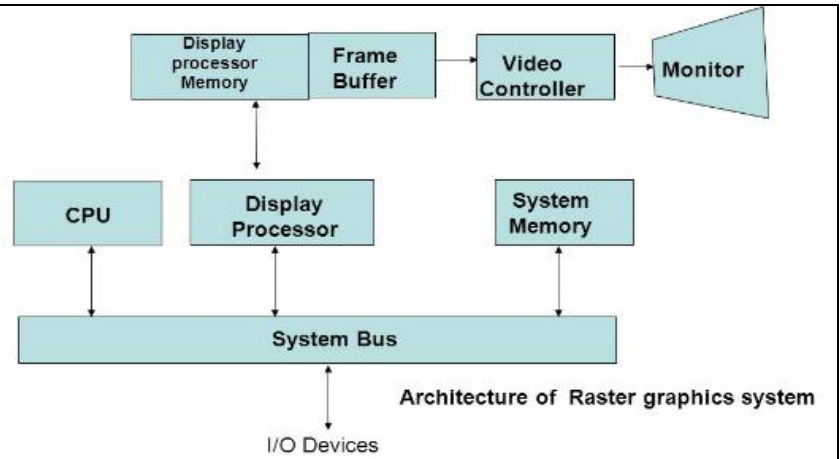 Display
processor
Memory
Frame
Buffer
Video
Controller
Monitor
CPU
Display
Processor
System
Memory
System Bus
Architecture of Raster graphics system
I/O Devices